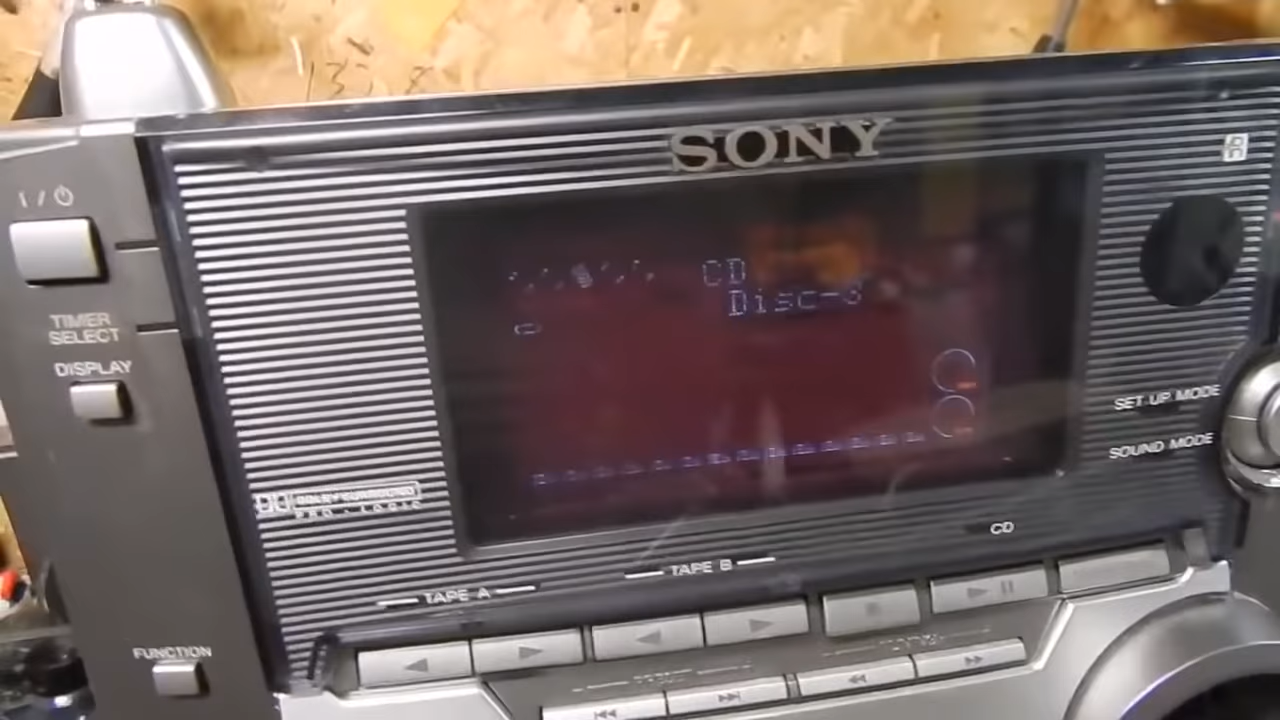 SONY
I / ⏻
TIMER
SELECT
DISPLAY
CD
Disc-3
SET UP MODE
SOUND MODE
DOLBY SURROUND
PRO · LOGIC
CD
TAPE B
TAPE A
FUNCTION